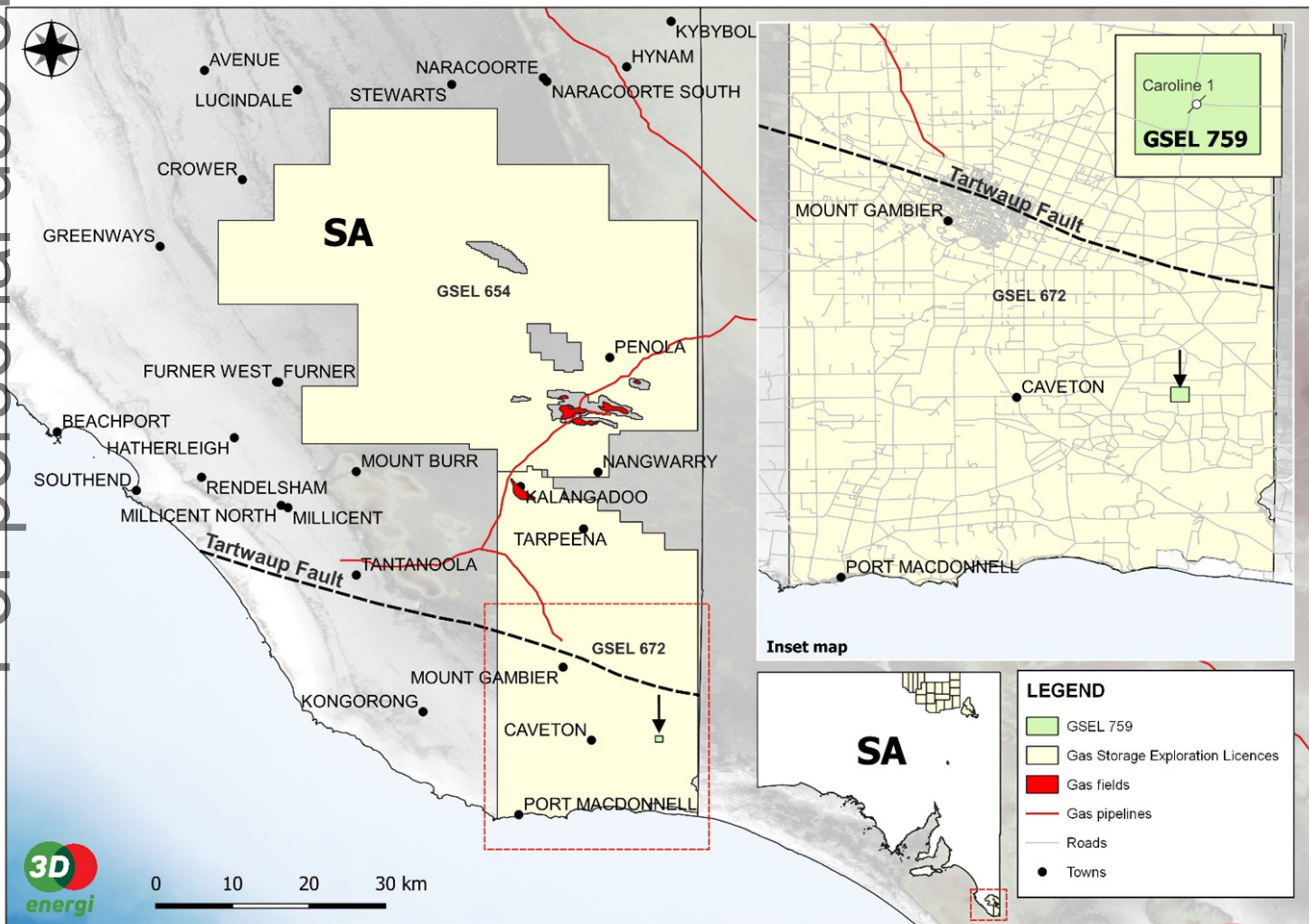 KYBYBOL
AVENUE
HYNAM
NARACOORTE
LUCINDALE
STEWARTS
NARACOORTE SOUTH
CROWER
SA
GREENWAYS
GSEL 654
PENOLA
FURNER WEST
FURNER
BEACHPORT
HATHERLEIGH
MOUNT BURR
NANGWARRY
SOUTHEND
RENDELSHAM
KALANGADOO
MILLICENT NORTH
MILLICENT
TARPEENA
Tartwaup Fault
TANTANOOLA
GSEL 672
MOUNT GAMBIER
KONGORONG
CAVETON
PORT MACDONNELL
3D
energi
0 10 20 30 km
Caroline 1
GSEL 759
Tartwaup Fault
MOUNT GAMBIER
GSEL 672
CAVETON
PORT MACDONNELL
Inset map
SA
LEGEND
GSEL 759
Gas Storage Exploration Licences
Gas fields
Gas pipelines
Roads
Towns